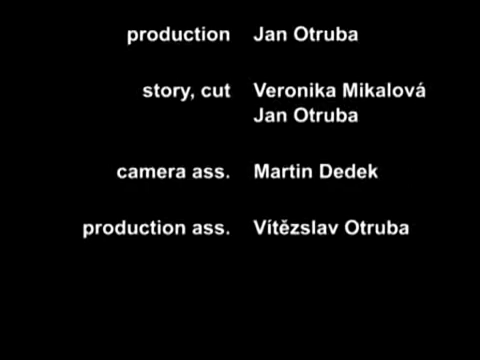 production Jan Otruba
story, cut Veronika Mikalová
Jan Otruba
camera ass. Martin Dedek
production ass. Vítězslav Otruba